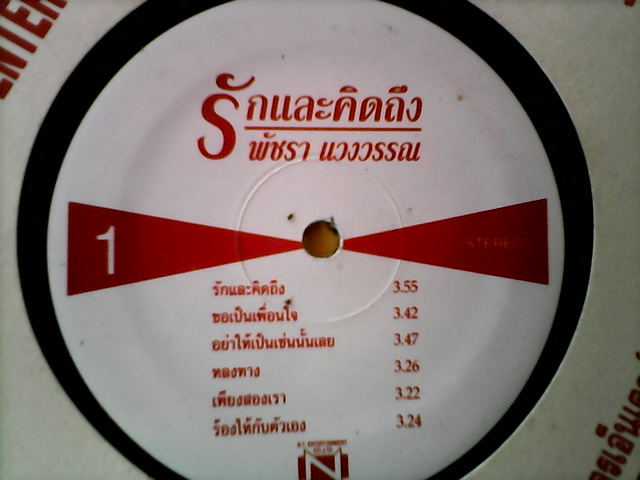 ENTER
รักและคิดถึง
พัชรา แวงวรรณ
1
STEREO
รักและคิดถึง 3.55
ขอเป็นเพื่อนใจ 3.42
อย่าให้เป็นเช่นนั้นเลย 3.47
หลงทาง 3.26
เพียงสองเรา 3.22
ร้องไห้กับตัวเอง 3.24
N.T. ENTERTAINMENT
CO.,LTD.